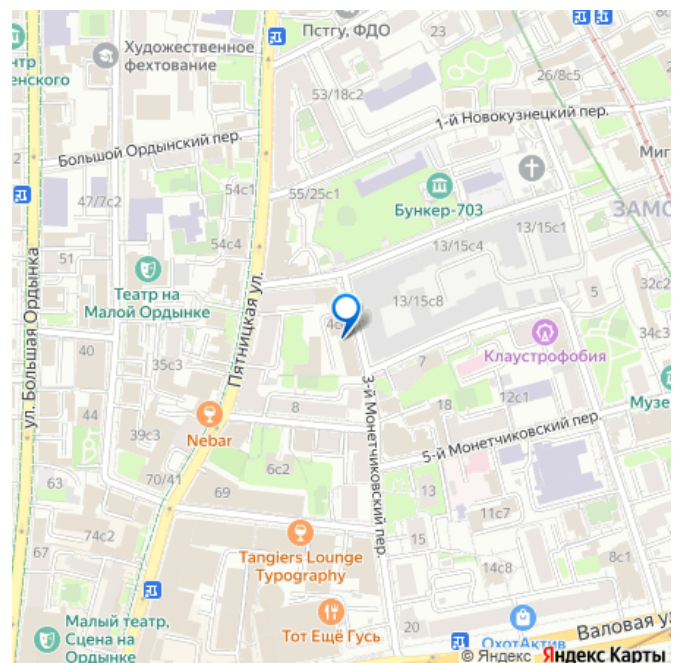 Пстгу, ФДО
23
Художественное
фехтование
нтр
енского
26/8с5
53/18с2
1-й Новокузнецкий пер.
Большой Ордынский пер.
2
Миг
54с1
55/25с1
47/7с2
Бункер-703
ЗАМО
13/15с1
54с4
13/15с4
51
Театр на
Малой Ордынке
ул. Большая Ордынка
Пятницкая ул.
13/15с8
5
32с2
34с3
40
35с3
7
Клаустрофобия
3-й Монетчиковский пер.
44
8
18
12с1
Музе
39с3
Nebar
5-й Монетчиковский пер.
63
70/41
6с2
69
13
11с7
74с2
67
15
Tangiers Lounge
Typography
14с8
8с1
Малый театр,
Сцена на
Ордынке
Тот Ещё Гусь
20
ОхотАктив
Валовая ул
© Яндекс Яндекс Карты